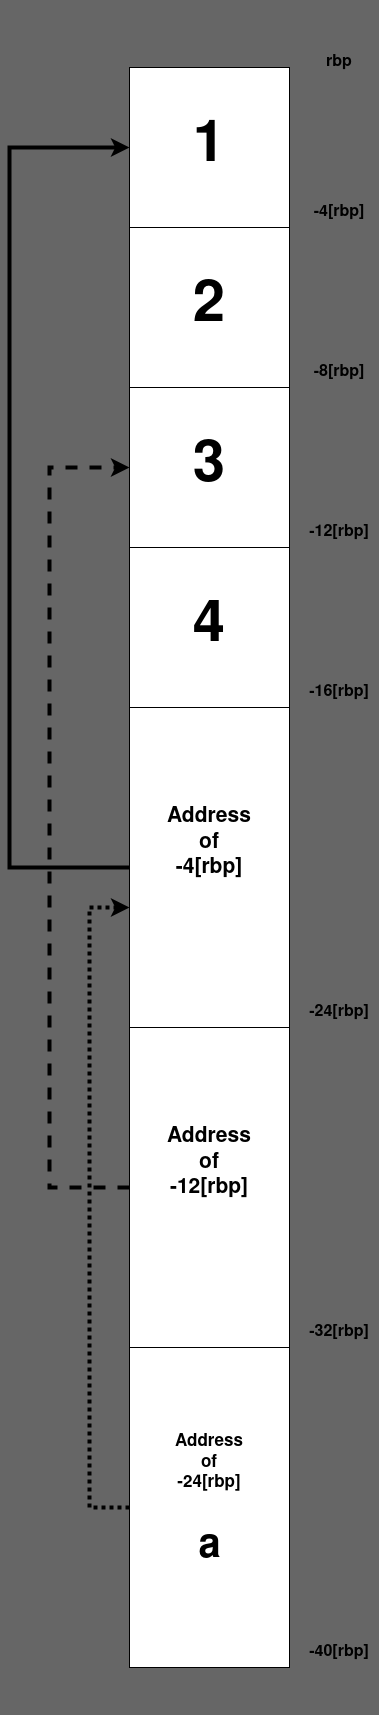 rbp
1
-4[rbp]
2
-8[rbp]
3
-12[rbp]
4
-16[rbp]
Address
of
-4[rbp]
-24[rbp]
Address
of
-12[rbp]
-32[rbp]
Address
of
-24[rbp]
a
-40[rbp]